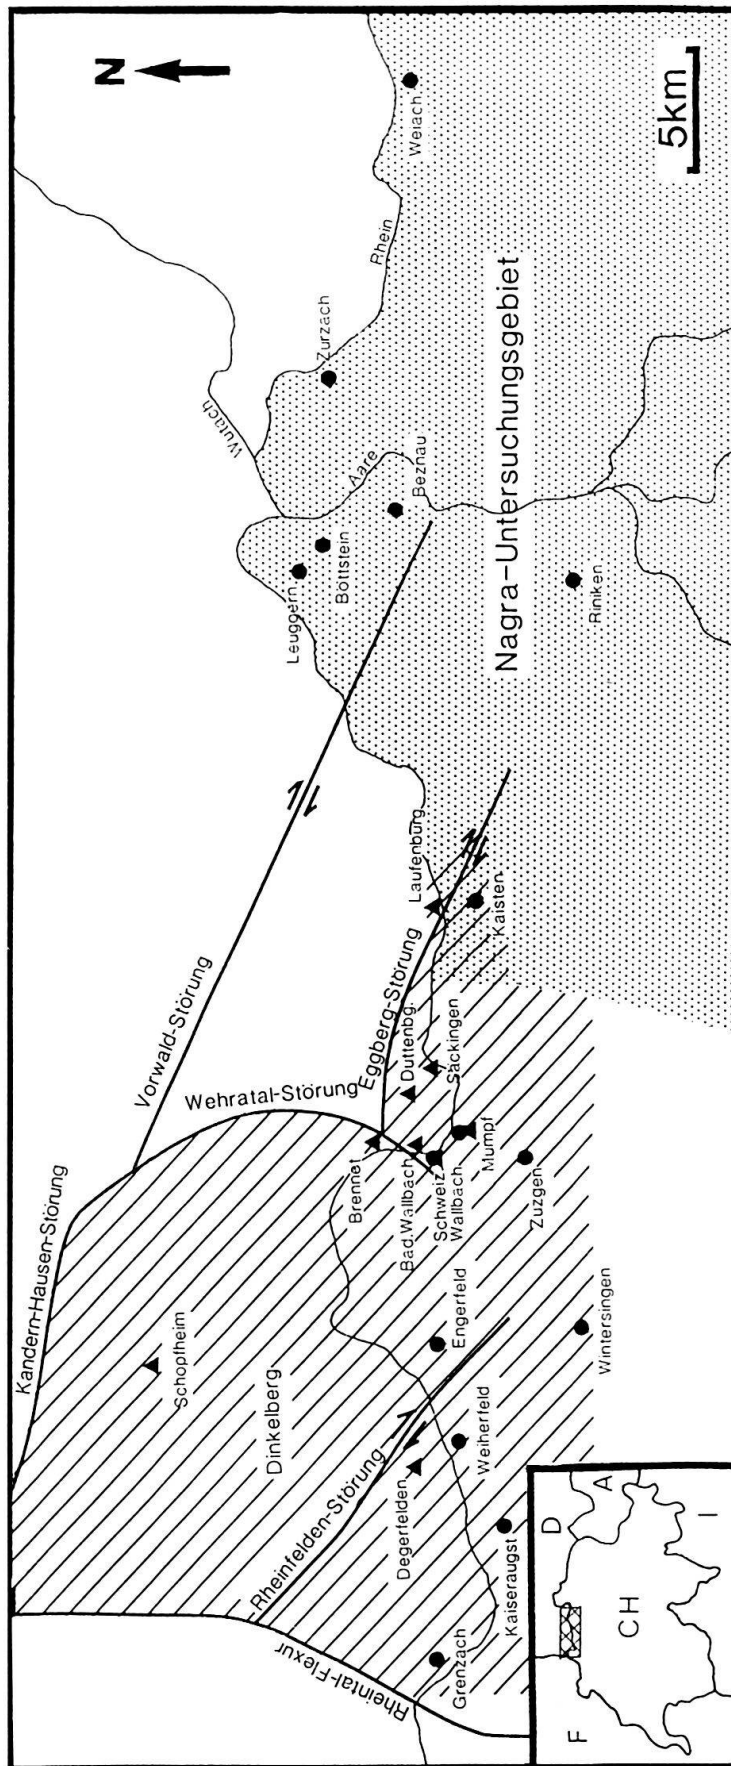 N
Kandern-Hausen-Störung
Vorwald-Störung
Wutach
Schopfheim
Wehratal-Störung
Zurzach
Rhein
Weiach
Dinkelberg
Leuggern
Böttstein
Aare
Beznau
Rheinfelden-Störung
Brennet
Eggberg-Störung
Duttenbg.
Laufenburg
Rheintal-Flexur
Degerfelden
Engerfeld
Bad.Wallbach
Schweiz
Wallbach
Säckingen
Grenzach
Weiherfeld
Mumpf
Kaisten
Kaiseraugst
Zuzgen
Nagra-Untersuchungsgebiet
Wintersingen
Riniken
5km
F
D
A
CH
I